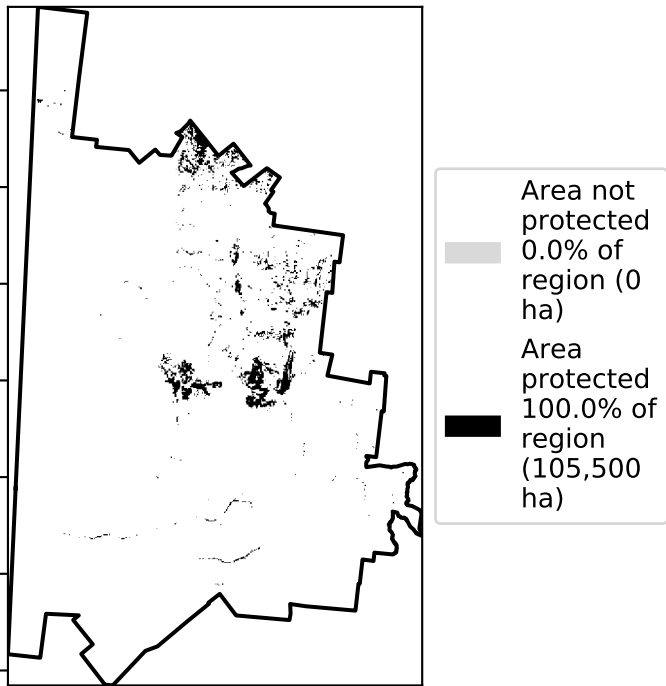 Area not
protected
0.0% of
region (0
ha)
Area
protected
100.0% of
region
(105,500
ha)